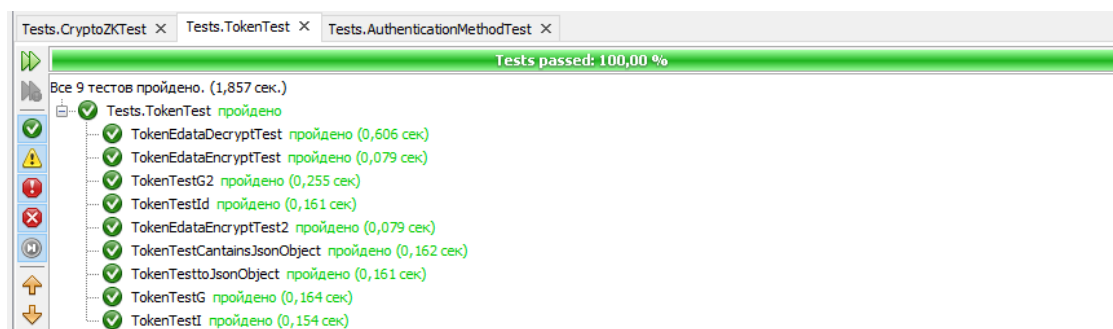 Tests.CryptoZKTest Tests.TokenTest Tests.AuthenticationMethodTest
Tests passed: 100,00 %
Все 9 тестов пройдено. (1,857 сек.)
Tests.TokenTest пройдено
TokenEdataDecryptTest пройдено (0,606 сек)
TokenEdataEncryptTest пройдено (0,079 сек)
TokenTestG2 пройдено (0,255 сек)
TokenTestId пройдено (0,161 сек)
TokenEdataEncryptTest2 пройдено (0,079 сек)
TokenTestCantainsJsonObject пройдено (0,162 сек)
TokenTesttoJsonObject пройдено (0,161 сек)
TokenTestG пройдено (0,164 сек)
TokenTestI пройдено (0,154 сек)